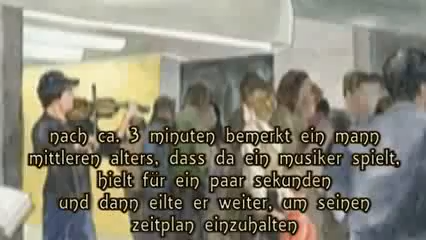 nach ca. 3 minuten bemerkt ein mann
mittleren alters, dass da ein musiker spielt,
hielt für ein paar sekunden
und dann eilte er weiter, um seinen
zeitplan einzuhalten